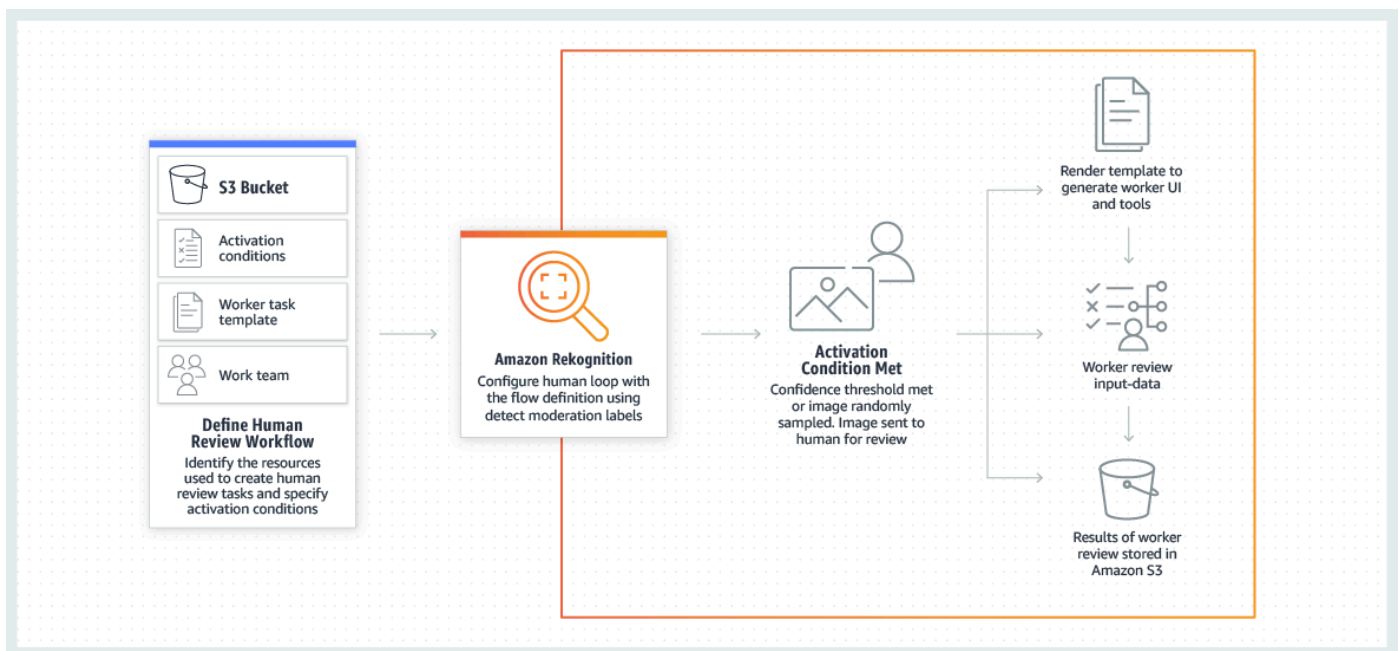 S3 Bucket
Activation
conditions
Worker task
template
Work team
Define Human
Review Workflow
Identify the resources
used to create human
review tasks and specify
activation conditions
Amazon Rekognition
Configure human loop with
the flow definition using
detect moderation labels
Activation
Condition Met
Confidence threshold met
or image randomly
sampled. Image sent to
human for review
Render template to
generate worker UI
and tools
Worker review
input-data
Results of worker
review stored in
Amazon S3